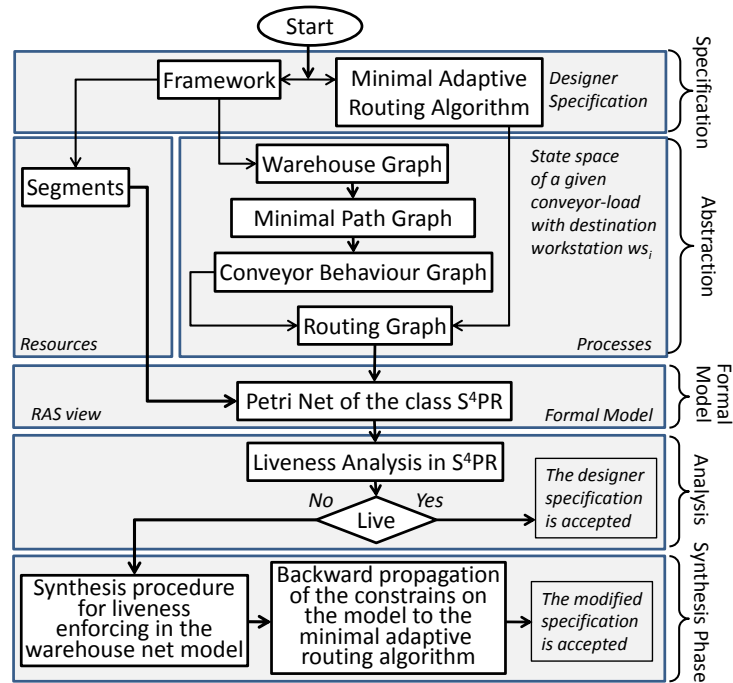 Start
Framework
Minimal Adaptive
Routing Algorithm
Designer
Specification
Specification
Segments
Warehouse Graph
Minimal Path Graph
Conveyor Behaviour Graph
Routing Graph
State space
of a given
conveyor-load
with destination
workstation wsᵢ
Resources
Processes
Abstraction
Petri Net of the class S⁴PR
RAS view
Formal Model
Formal
Model
Liveness Analysis in S⁴PR
No
Yes
Live
The designer
specification
is accepted
Analysis
Synthesis procedure
for liveness
enforcing in the
warehouse net model
Backward propagation
of the constrains on
the model to the
minimal adaptive
routing algorithm
The modified
specification
is accepted
Synthesis Phase